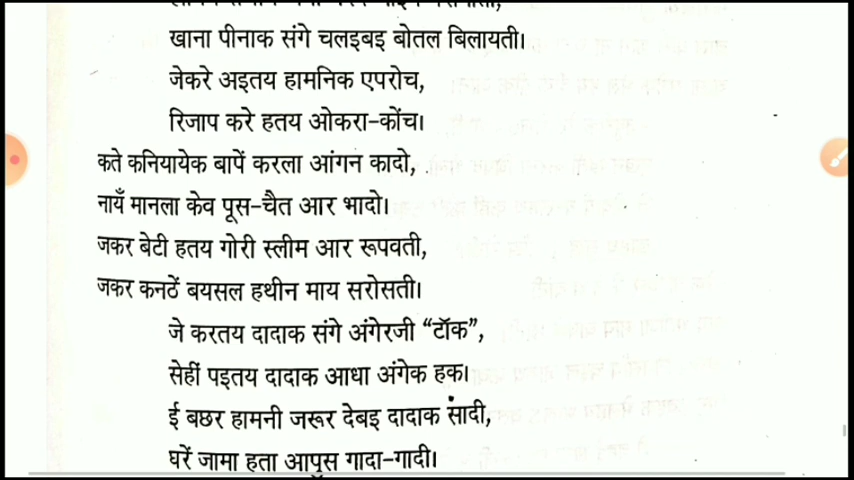 खाना पीनाक संगे चलइबइ बोतल बिलायती।
जेकरे अइतय हामनिक एपरोच,
रिजाप करे हतय ओकरा-कोंच।
कते कनियायेक बापें करला आंगन कादो,
नायँ मानला केव पूस-चैत आर भादो।
जकर बेटी हतय गोरी स्लीम आर रूपवती,
जकर कनठें बयसल हथीन माय सरोसती।
जे करतय दादाक संगे अंगेरजी “टॉक”,
सेहीं पइतय दादाक आधा अंगेक हक।
ई बछर हामनी जरूर देबइ दादाक सादी,
घरें जामा हता आपुस गादा-गादी।